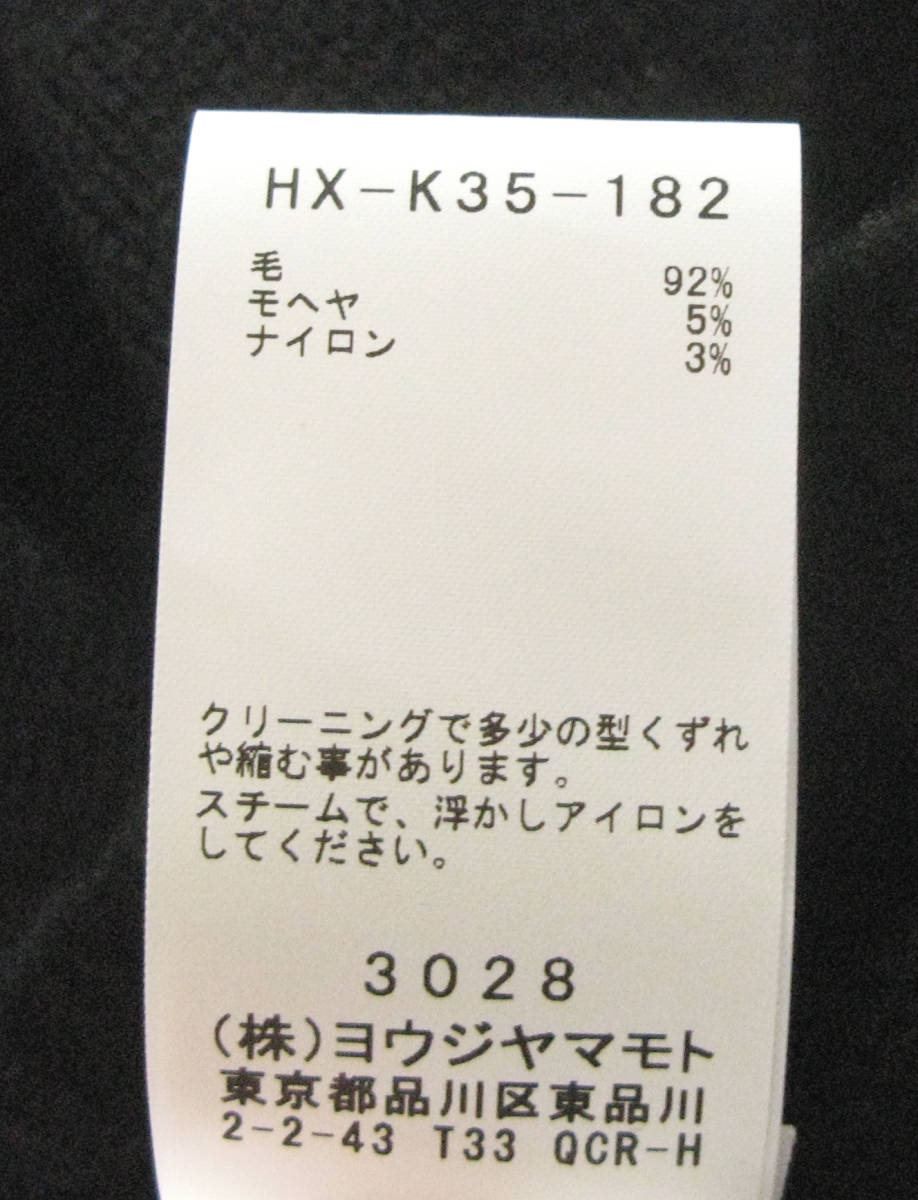 HX-K35-182
毛 92%
モヘヤ 5%
ナイロン 3%
クリーニングで多少の型くずれ
や縮む事があります。
スチームで、浮かしアイロンを
してください。
3028
(株)ヨウジヤマモト
東京都品川区東品川
2-2-43 T33 QCR-H